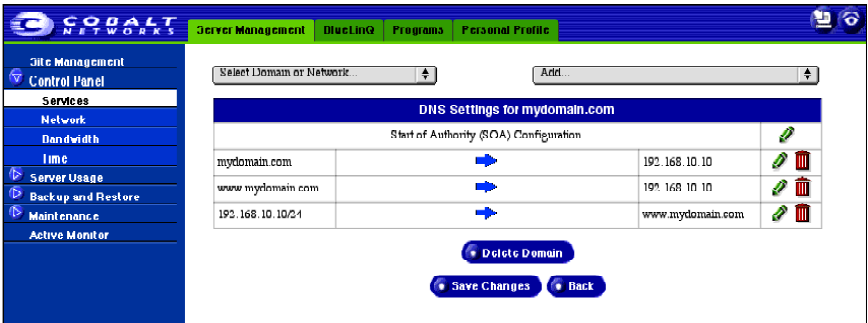 COBALT
NETWORKS
Server Management
BlueLinQ
Programs
Personal Profile
Site Management
Control Panel
Services
Network
Bandwidth
Time
Server Usage
Backup and Restore
Maintenance
Active Monitor
Select Domain or Network...
Add...
DNS Settings for mydomain.com
Start of Authority (SOA) Configuration
mydomain.com 192.168.10.10
www.mydomain.com 192.168.10.10
192.168.10.10/24 www.mydomain.com
Delete Domain
Save Changes
Back